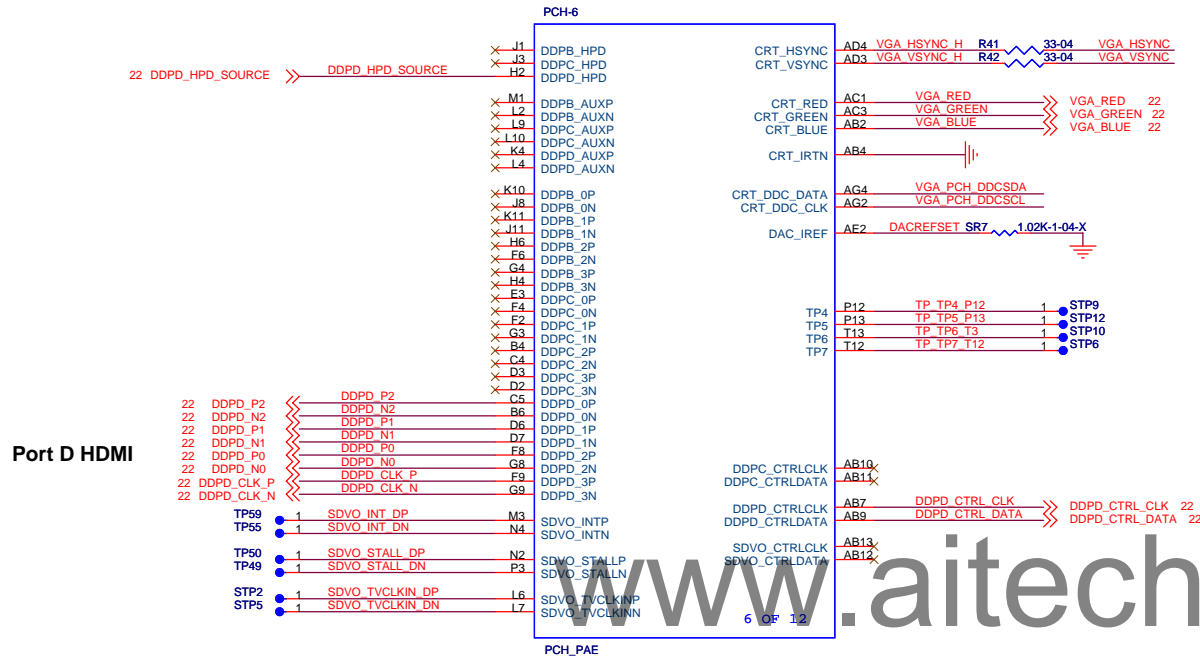 PCH-6
J1 DDPB_HPD
J3 DDPC_HPD
22 DDPD_HPD_SOURCE DDPD_HPD_SOURCE H2 DDPD_HPD
M1 DDPB_AUXP
L2 DDPB_AUXN
L9 DDPC_AUXP
L10 DDPC_AUXN
K4 DDPD_AUXP
L4 DDPD_AUXN
K10 DDPB_0P
J8 DDPB_0N
K11 DDPB_1P
J11 DDPB_1N
H6 DDPB_2P
F6 DDPB_2N
G4 DDPB_3P
H4 DDPB_3N
E3 DDPC_0P
F4 DDPC_0N
F2 DDPC_1P
G3 DDPC_1N
B4 DDPC_2P
C4 DDPC_2N
D3 DDPC_3P
D2 DDPC_3N
22 DDPD_P2 DDPD_P2 C5 DDPD_0P
22 DDPD_N2 DDPD_N2 B6 DDPD_0N
22 DDPD_P1 DDPD_P1 D6 DDPD_1P
22 DDPD_N1 DDPD_N1 D7 DDPD_1N
22 DDPD_P0 DDPD_P0 F8 DDPD_2P
22 DDPD_N0 DDPD_N0 G8 DDPD_2N
22 DDPD_CLK_P DDPD_CLK_P F9 DDPD_3P
22 DDPD_CLK_N DDPD_CLK_N G9 DDPD_3N
Port D HDMI
TP59 1 SDVO_INT_DP M3 SDVO_INTP
TP55 1 SDVO_INT_DN N4 SDVO_INTN
TP50 1 SDVO_STALL_DP N2 SDVO_STALLP
TP49 1 SDVO_STALL_DN P3 SDVO_STALLN
STP2 1 SDVO_TVCLKIN_DP L6 SDVO_TVCLKINP
STP5 1 SDVO_TVCLKIN_DN L7 SDVO_TVCLKINN
CRT_HSYNC AD4 VGA_HSYNC_H R41 33-04 VGA_HSYNC
CRT_VSYNC AD3 VGA_VSYNC_H R42 33-04 VGA_VSYNC
CRT_RED AC1 VGA_RED VGA_RED 22
CRT_GREEN AC3 VGA_GREEN VGA_GREEN 22
CRT_BLUE AB2 VGA_BLUE VGA_BLUE 22
CRT_IRTN AB4
CRT_DDC_DATA AG4 VGA_PCH_DDCSDA
CRT_DDC_CLK AG2 VGA_PCH_DDCSCL
DAC_IREF AE2 DACREFSET SR7 1.02K-1-04-X
TP4 P12 TP_TP4_P12 1 STP9
TP5 P13 TP_TP5_P13 1 STP12
TP6 T13 TP_TP6_T3 1 STP10
TP7 T12 TP_TP7_T12 1 STP6
DDPC_CTRLCLK AB10
DDPC_CTRLDATA AB11
DDPD_CTRLCLK AB7 DDPD_CTRL_CLK DDPD_CTRL_CLK 22
DDPD_CTRLDATA AB9 DDPD_CTRL_DATA DDPD_CTRL_DATA 22
SDVO_CTRLCLK AB13
SDVO_CTRLDATA AB12
www.aitech
6 OF 12
PCH_PAE